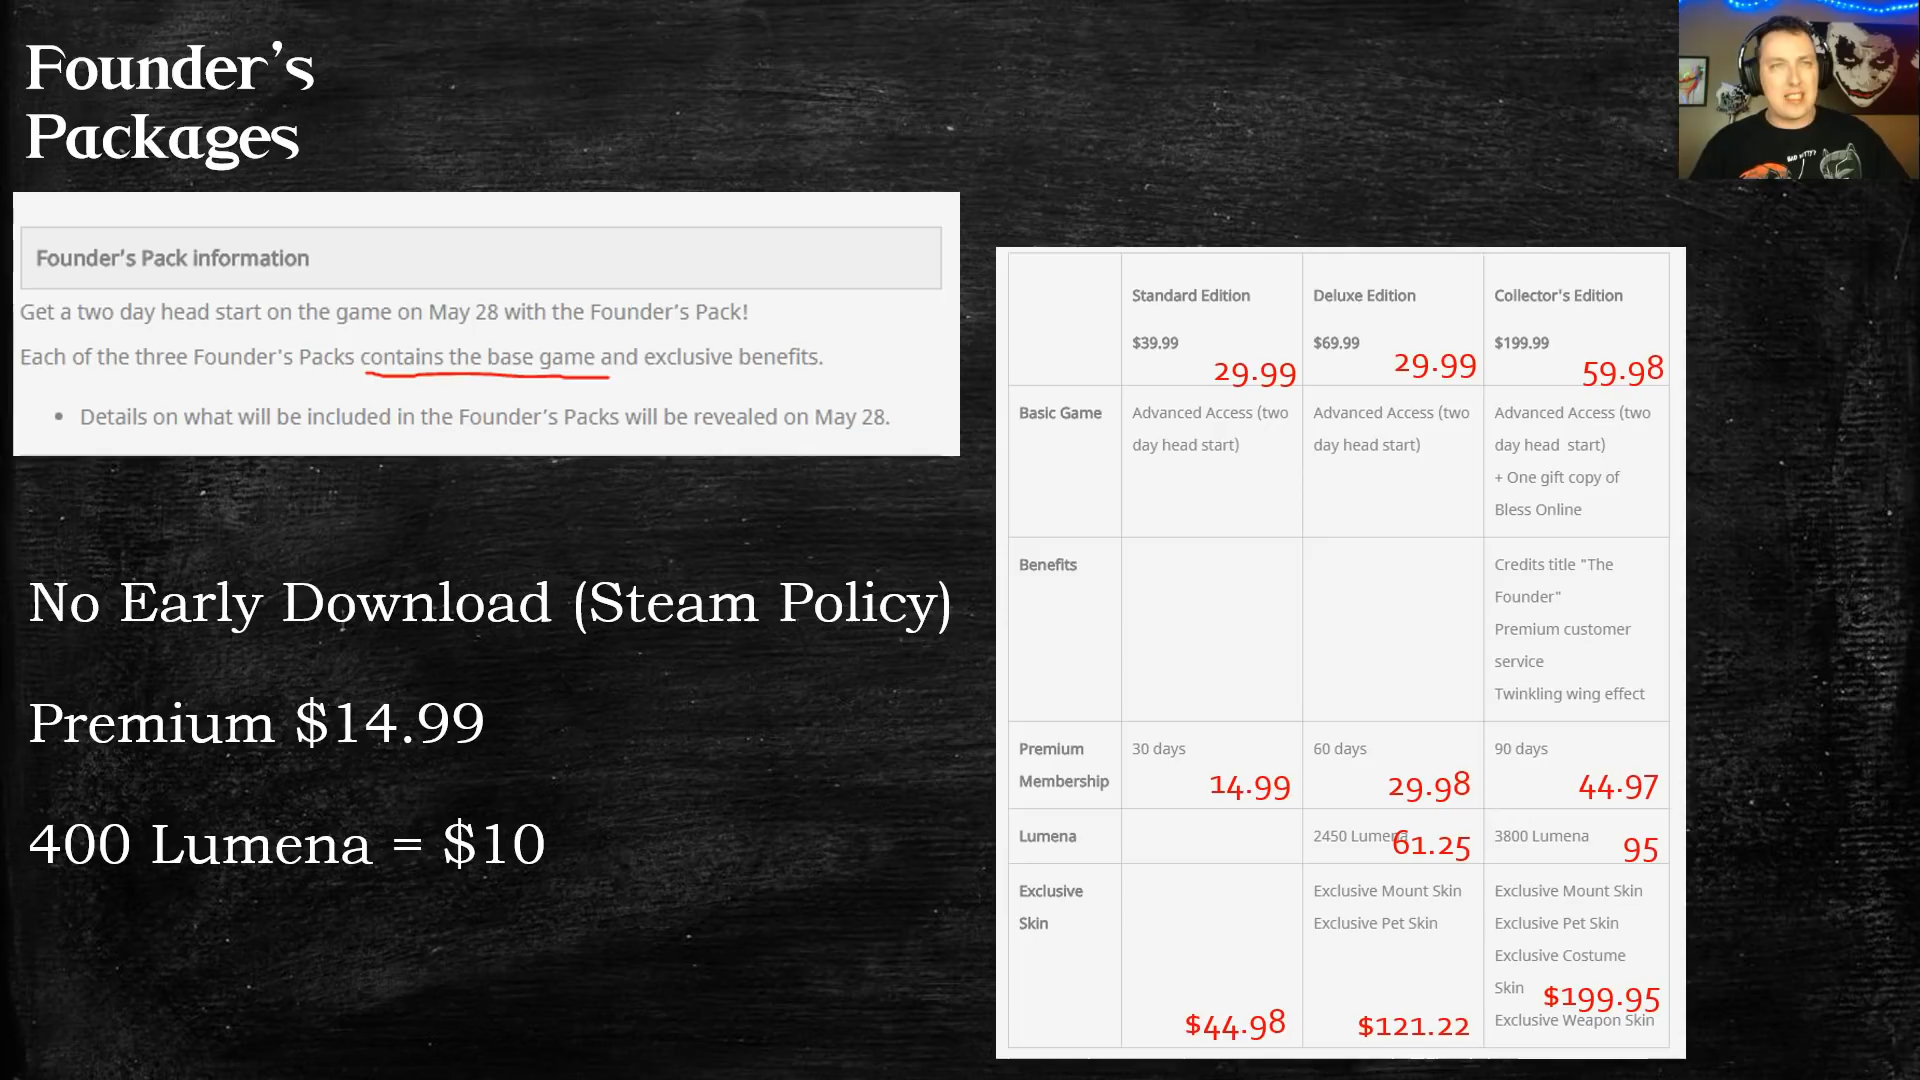 Founder's
Packages
Founder's Pack information
Get a two day head start on the game on May 28 with the Founder's Pack!
Each of the three Founder's Packs contains the base game and exclusive benefits.
• Details on what will be included in the Founder's Packs will be revealed on May 28.
No Early Download (Steam Policy)
Premium $14.99
400 Lumena = $10
Standard Edition Deluxe Edition Collector's Edition
$39.99 $69.99 $199.99
29.99 29.99 59.98
Basic Game Advanced Access (two Advanced Access (two Advanced Access (two
day head start) day head start) day head start)
+ One gift copy of
Bless Online
Benefits Credits title "The
Founder"
Premium customer
service
Twinkling wing effect
Premium 30 days 60 days 90 days
Membership 14.99 29.98 44.97
Lumena 2450 Lumena 61.25 3800 Lumena 95
Exclusive Exclusive Mount Skin Exclusive Mount Skin
Skin Exclusive Pet Skin Exclusive Pet Skin
Exclusive Costume
Skin $199.95
Exclusive Weapon Skin
$44.98 $121.22